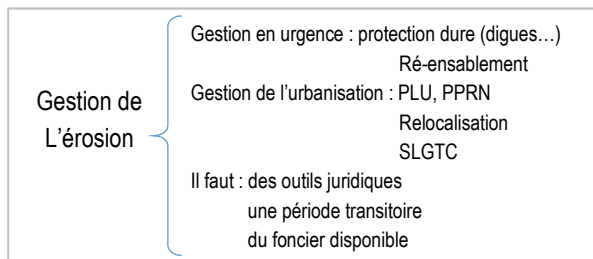 Gestion de
L'érosion
Gestion en urgence : protection dure (digues…)
Ré-ensablement
Gestion de l'urbanisation : PLU, PPRN
Relocalisation
SLGTC
Il faut : des outils juridiques
une période transitoire
du foncier disponible